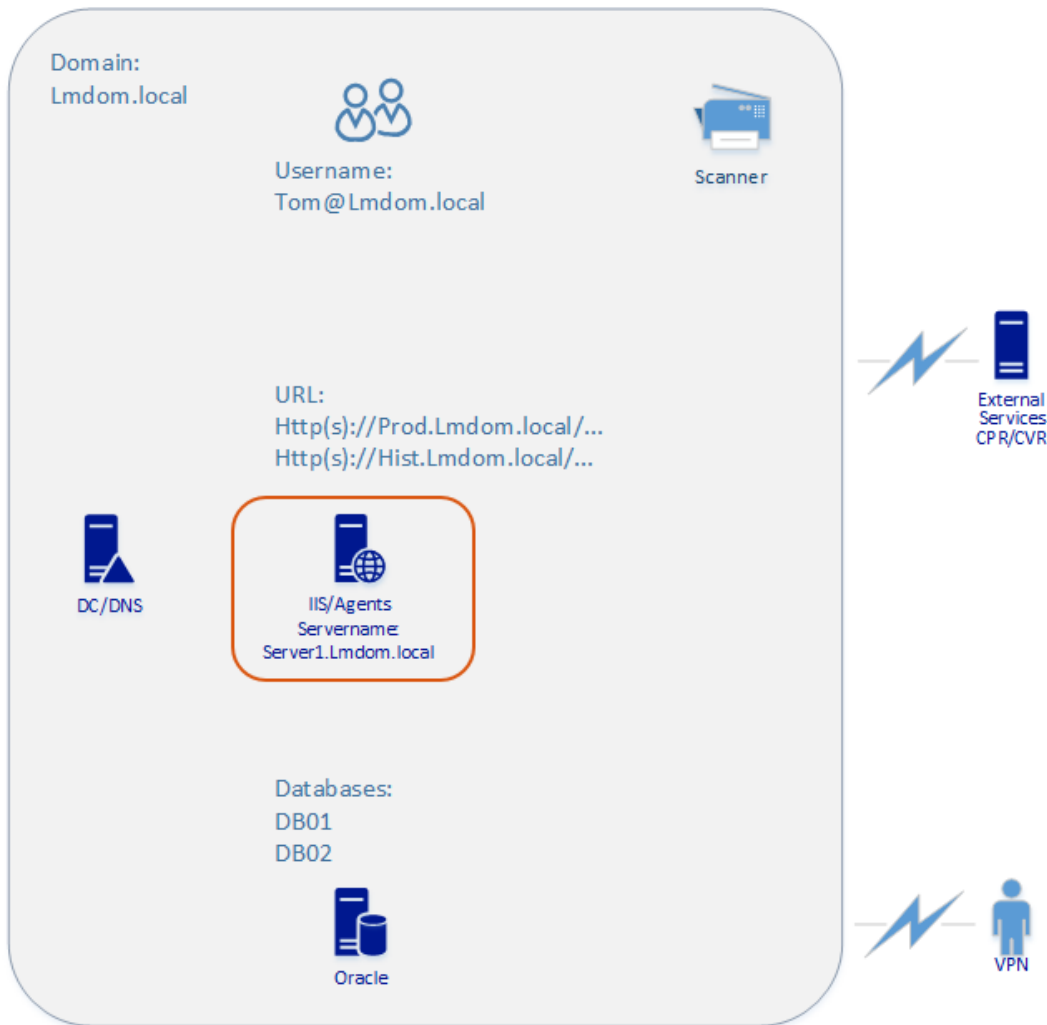 Domain:
Lmdom.local
Username:
Tom@Lmdom.local
Scanner
URL:
Http(s)://Prod.Lmdom.local/...
Http(s)://Hist.Lmdom.local/...
External
Services
CPR/CVR
DC/DNS
IIS/Agents
Servername:
Server1.Lmdom.local
Databases:
DB01
DB02
Oracle
VPN